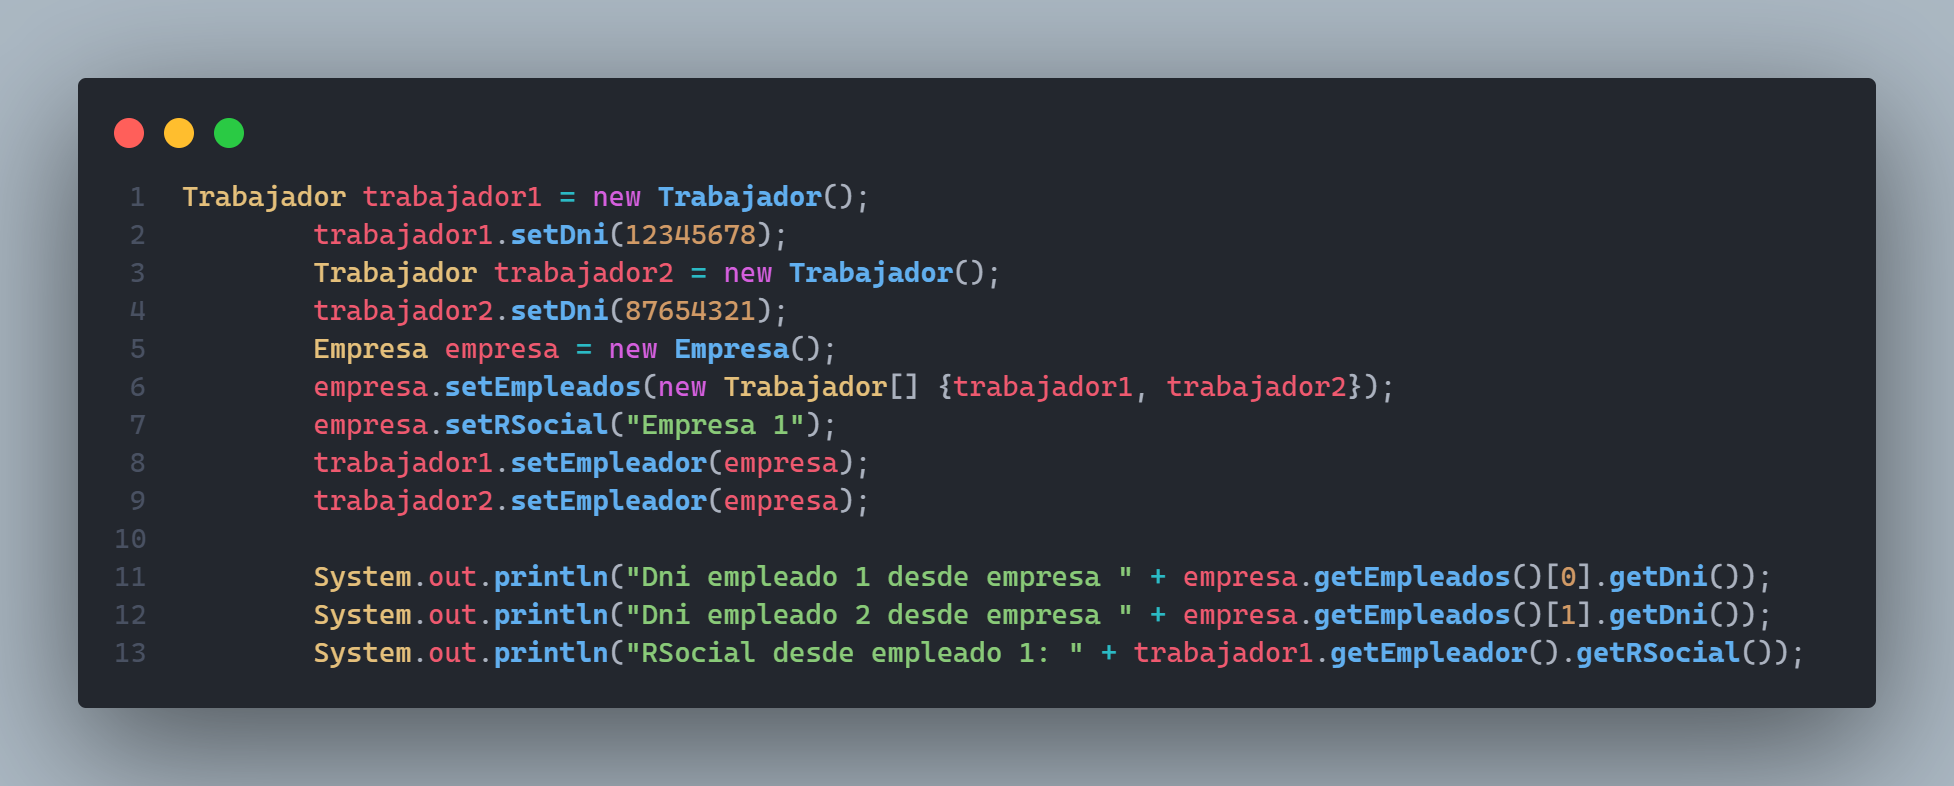 1 Trabajador trabajador1 = new Trabajador();
2 trabajador1.setDni(12345678);
3 Trabajador trabajador2 = new Trabajador();
4 trabajador2.setDni(87654321);
5 Empresa empresa = new Empresa();
6 empresa.setEmpleados(new Trabajador[] {trabajador1, trabajador2});
7 empresa.setRSocial("Empresa 1");
8 trabajador1.setEmpleador(empresa);
9 trabajador2.setEmpleador(empresa);
10
11 System.out.println("Dni empleado 1 desde empresa " + empresa.getEmpleados()[0].getDni());
12 System.out.println("Dni empleado 2 desde empresa " + empresa.getEmpleados()[1].getDni());
13 System.out.println("RSocial desde empleado 1: " + trabajador1.getEmpleador().getRSocial());